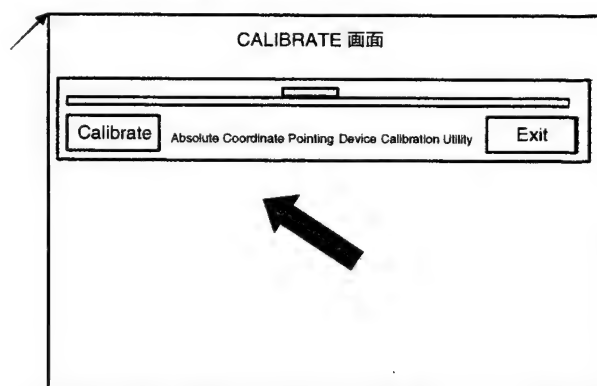 CALIBRATE 画面
Calibrate Absolute Coordinate Pointing Device Calibration Utility Exit